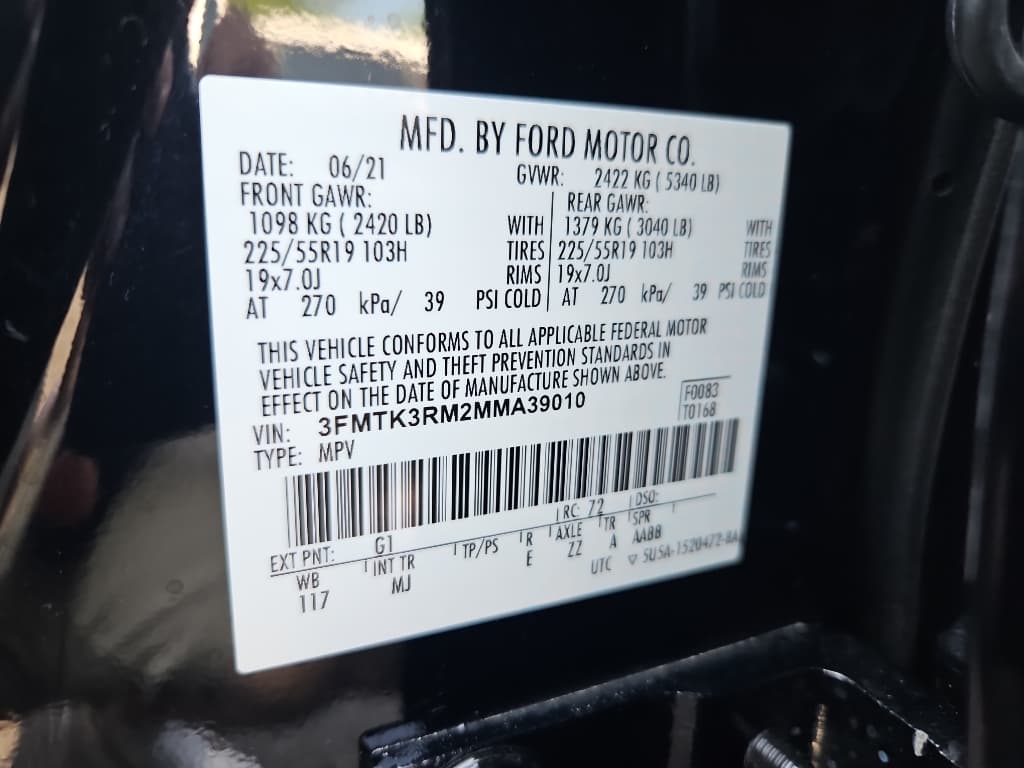 MFD. BY FORD MOTOR CO.
DATE: 06/21 GVWR: 2422 KG ( 5340 LB)
FRONT GAWR: REAR GAWR:
1098 KG ( 2420 LB) WITH 1379 KG ( 3040 LB) WITH
225/55R19 103H TIRES 225/55R19 103H TIRES
19x7.0J RIMS 19x7.0J RIMS
AT 270 kPa/ 39 PSI COLD AT 270 kPa/ 39 PSI COLD
THIS VEHICLE CONFORMS TO ALL APPLICABLE FEDERAL MOTOR
VEHICLE SAFETY AND THEFT PREVENTION STANDARDS IN
EFFECT ON THE DATE OF MANUFACTURE SHOWN ABOVE.
VIN: 3FMTK3RM2MMA39010 F0083
TYPE: MPV T0168
EXT PNT: G1 RC: 72 DSO:
WB INT TR TP/PS R AXLE TR SPR
117 MJ E ZZ A AABB
UTC ▽ 5U5A-1520472-BA